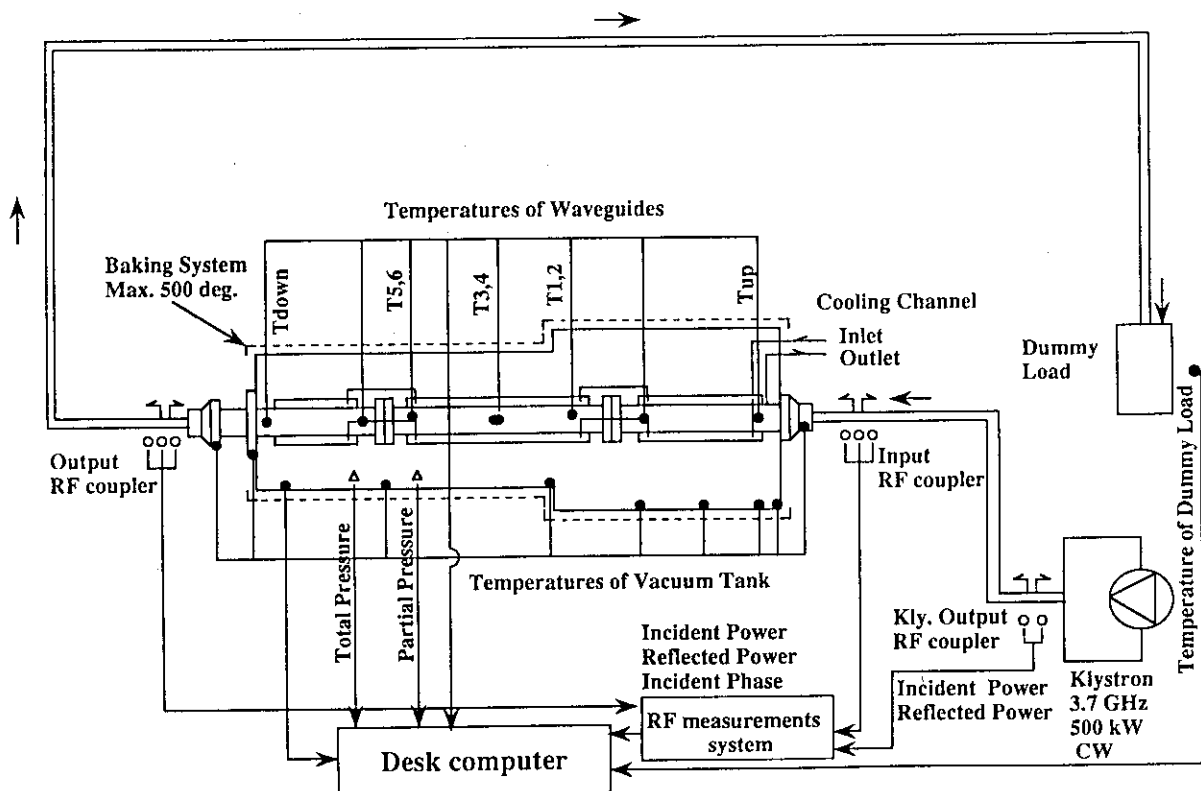 Temperatures of Waveguides
Baking System
Max. 500 deg.
Tdown
T5,6
T3,4
T1,2
Tup
Cooling Channel
Inlet
Outlet
Dummy
Load
Temperature of Dummy Load
Output
RF coupler
Input
RF coupler
Total Pressure
Partial Pressure
Temperatures of Vacuum Tank
Kly. Output
RF coupler
Incident Power
Reflected Power
Incident Phase
RF measurements
system
Incident Power
Reflected Power
Klystron
3.7 GHz
500 kW
CW
Desk computer